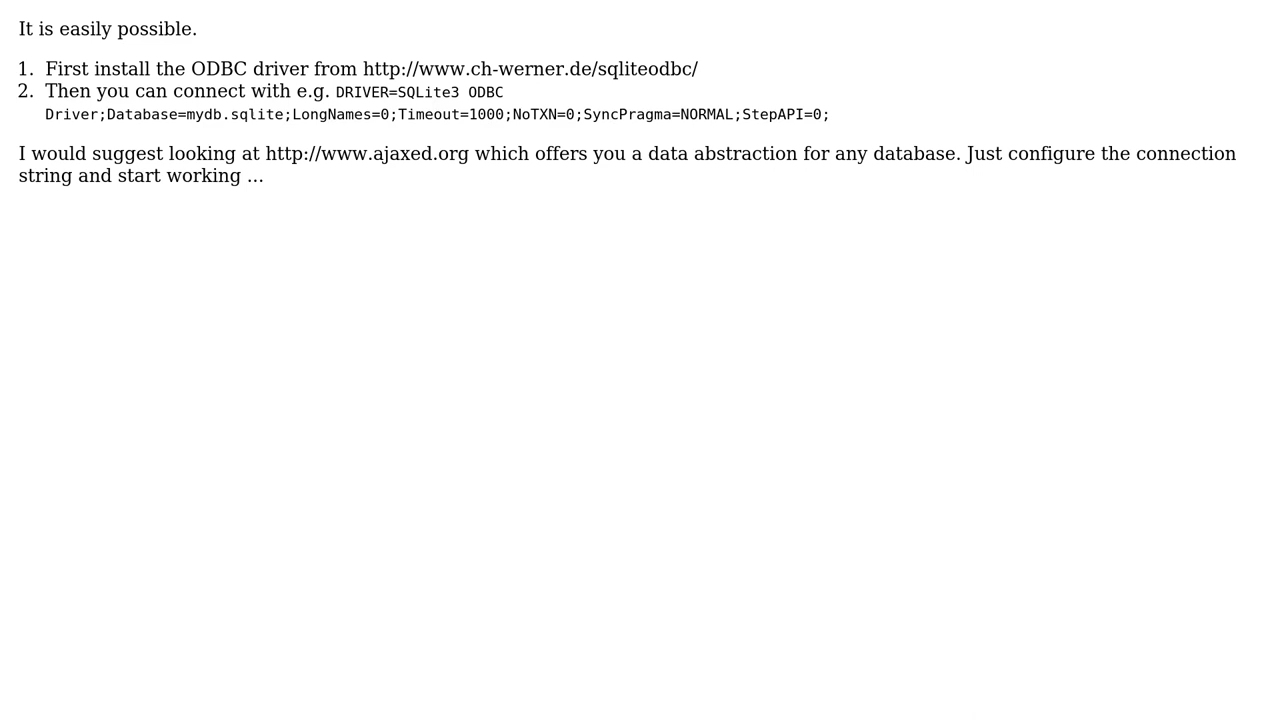 It is easily possible.
1. First install the ODBC driver from http://www.ch-werner.de/sqliteodbc/
2. Then you can connect with e.g. DRIVER=SQLite3 ODBC
Driver;Database=mydb.sqlite;LongNames=0;Timeout=1000;NoTXN=0;SyncPragma=NORMAL;StepAPI=0;
I would suggest looking at http://www.ajaxed.org which offers you a data abstraction for any database. Just configure the connection
string and start working ...